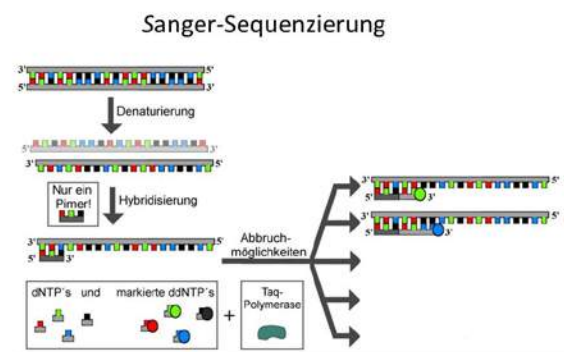 Sanger-Sequenzierung
3' 5'
5' 3'
Denaturierung
5' 3'
3' 5'
Nur ein
Pimer!
Hybridisierung
3' 5'
5' 3'
Abbruch-
möglichkeiten
3' 5'
5' 3'
3' 5'
5' 3'
dNTP's und markierte ddNTP's
+
Taq-
Polymerase